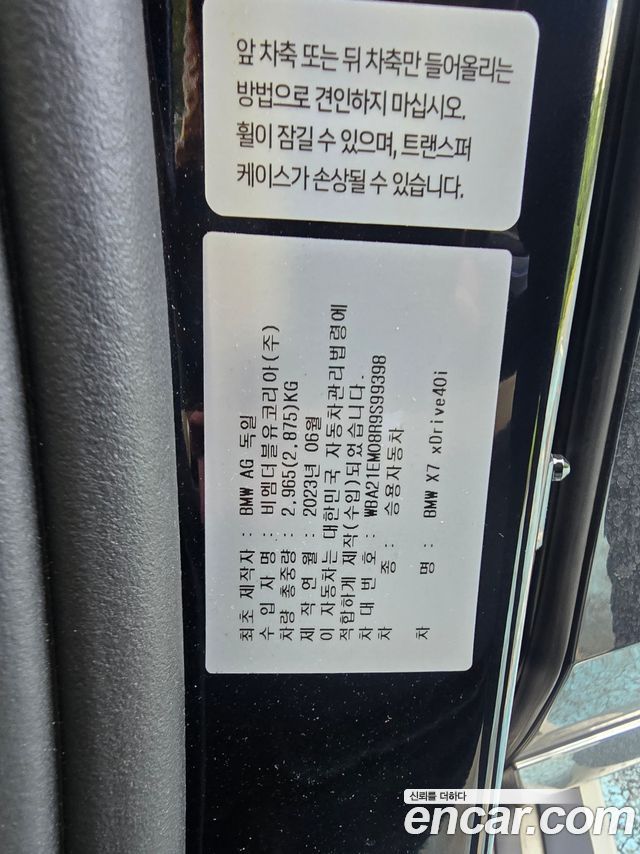 앞 차축 또는 뒤 차축만 들어올리는
방법으로 견인하지 마십시오.
휠이 잠길 수 있으며, 트랜스퍼
케이스가 손상될 수 있습니다.
최초 제작자 : BMW AG 독일
수 입 자 명 : 비엠더블유코리아(주)
차량 총중량 : 2,965(2,875)KG
제 작 연 월 : 2023년 06월
이 자동차는 대한민국 자동차관리법령에
적합하게 제작(수입)되었습니다.
차 대 번 호 : WBA21EM08R9S99398
차 종 : 승용자동차
차 명 : BMW X7 xDrive40i
신뢰를 더하다
encar.com